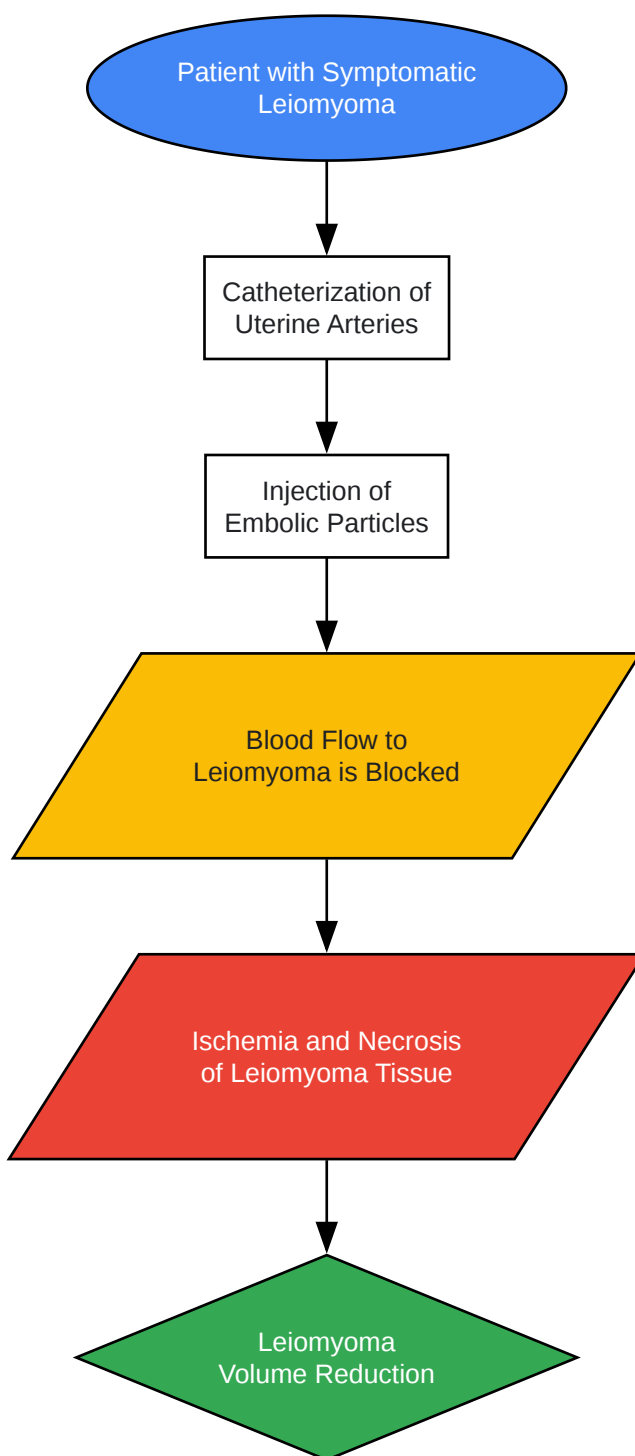 Patient with Symptomatic
Leiomyoma
Catheterization of
Uterine Arteries
Injection of
Embolic Particles
Blood Flow to
Leiomyoma is Blocked
Ischemia and Necrosis
of Leiomyoma Tissue
Leiomyoma
Volume Reduction